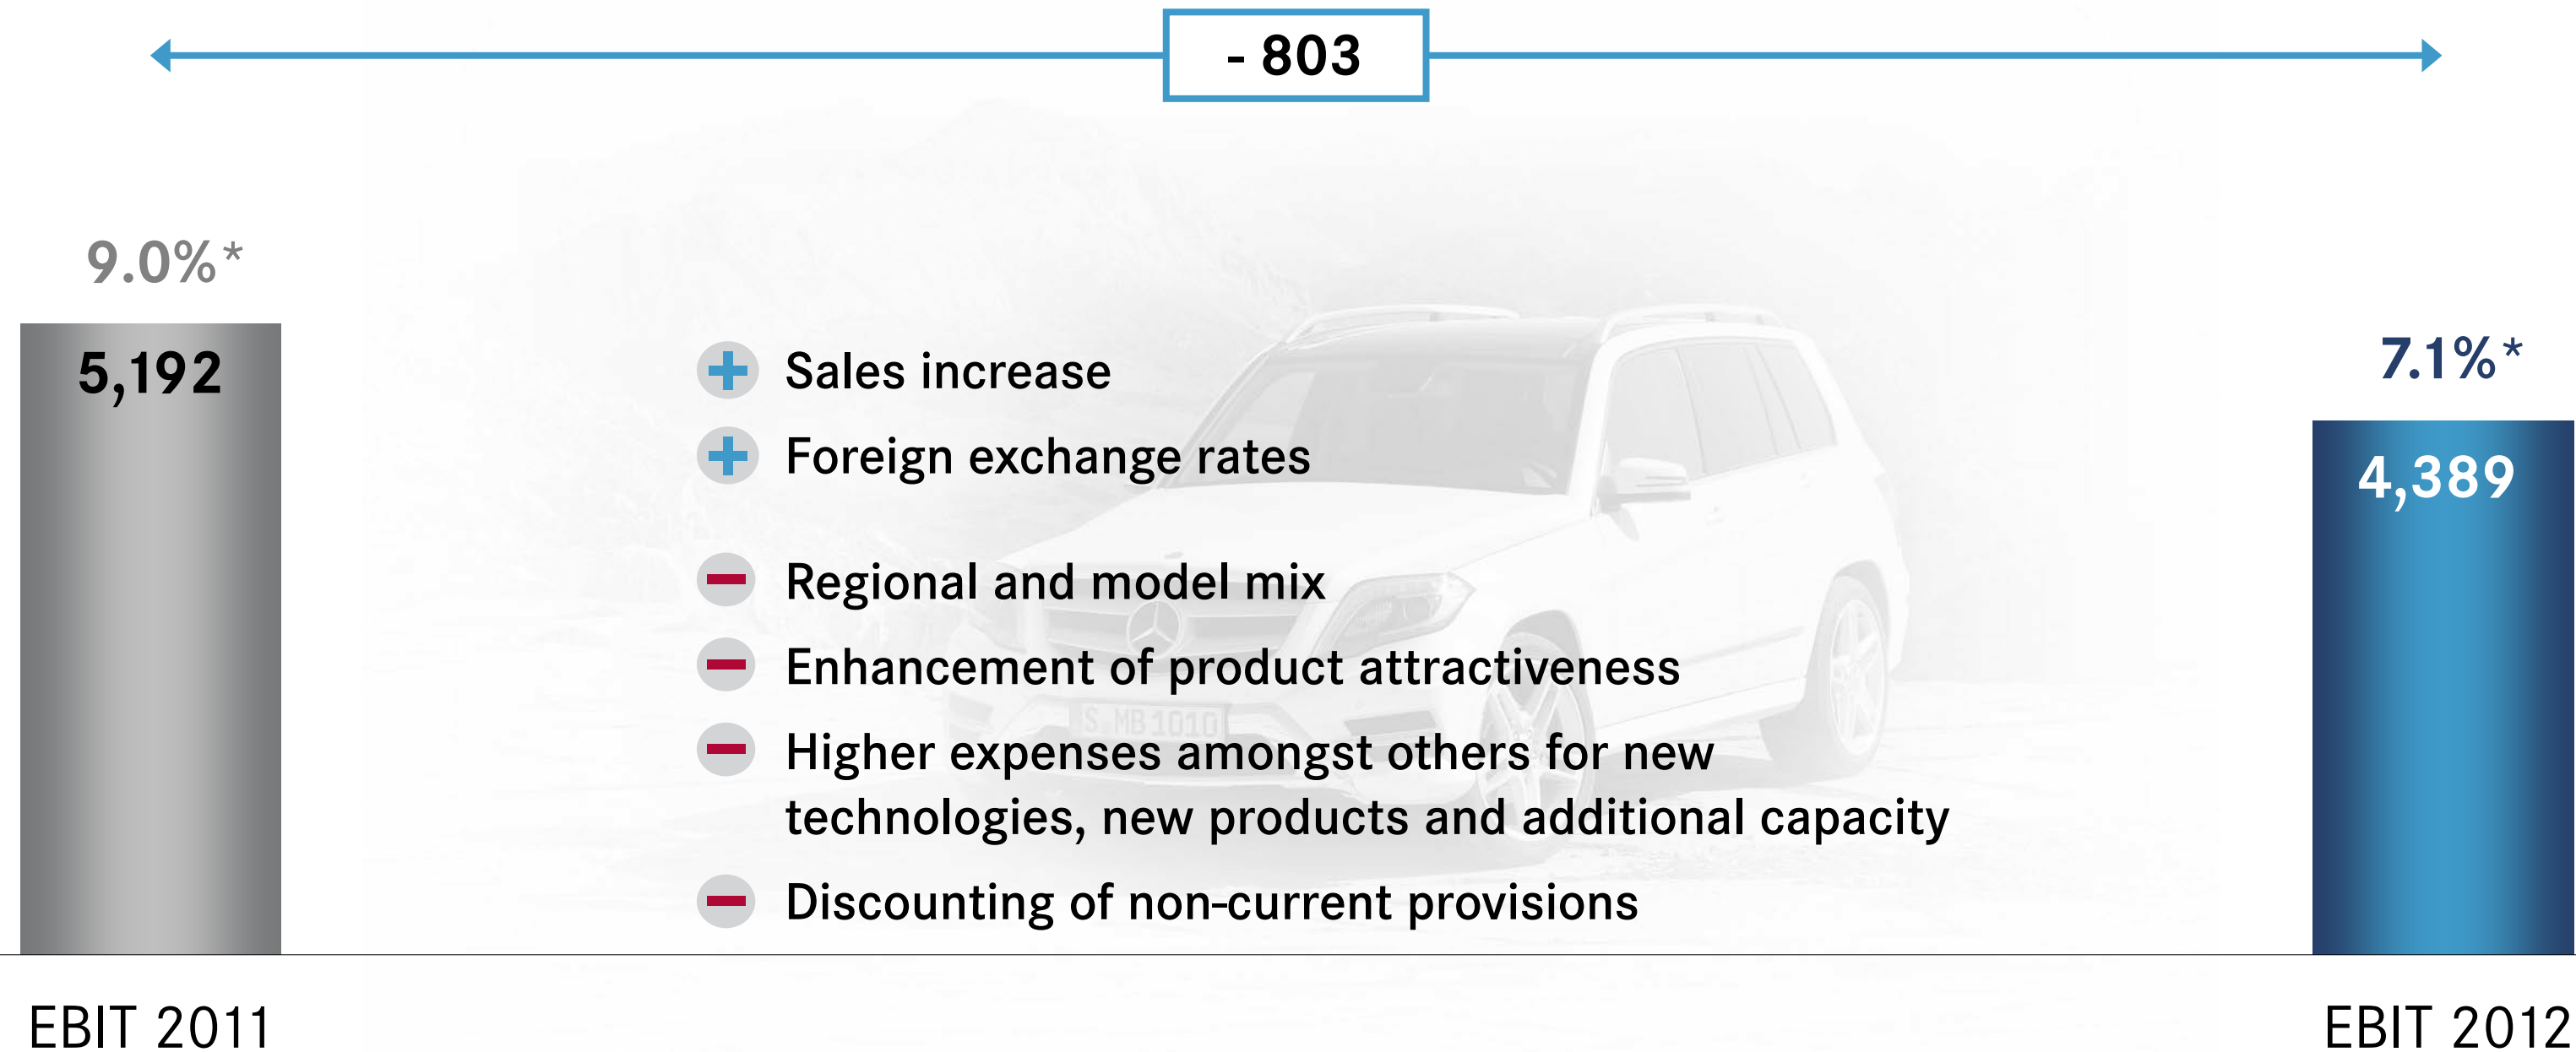 - 803
9.0%*
5,192
7.1%*
4,389
+ Sales increase
+ Foreign exchange rates
– Regional and model mix
– Enhancement of product attractiveness
– Higher expenses amongst others for new
technologies, new products and additional capacity
– Discounting of non-current provisions
S MB 1010
EBIT 2011
EBIT 2012